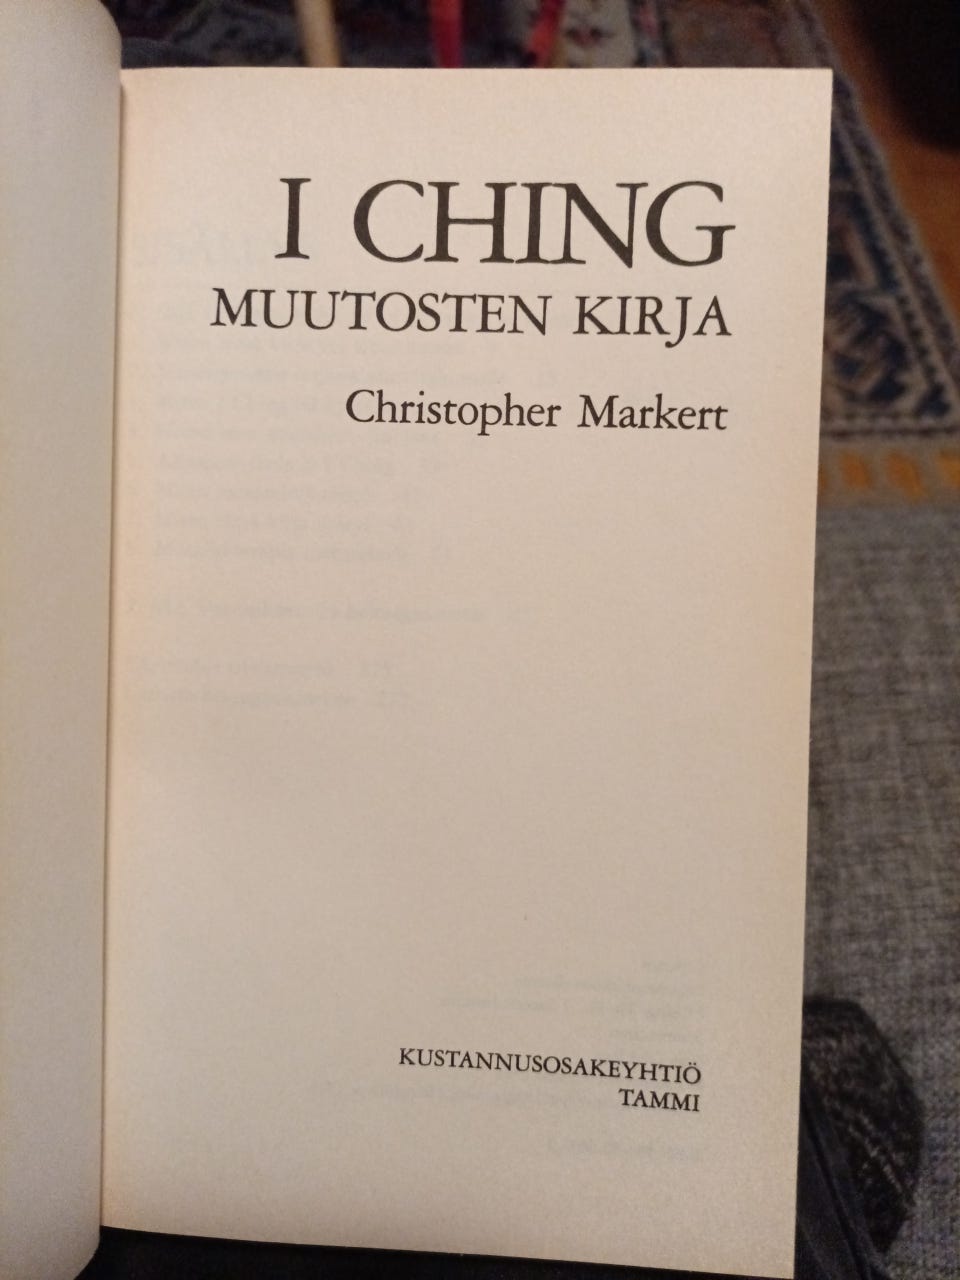 I CHING
MUUTOSTEN KIRJA
Christopher Markert
KUSTANNUSOSAKEYHTIÖ
TAMMI